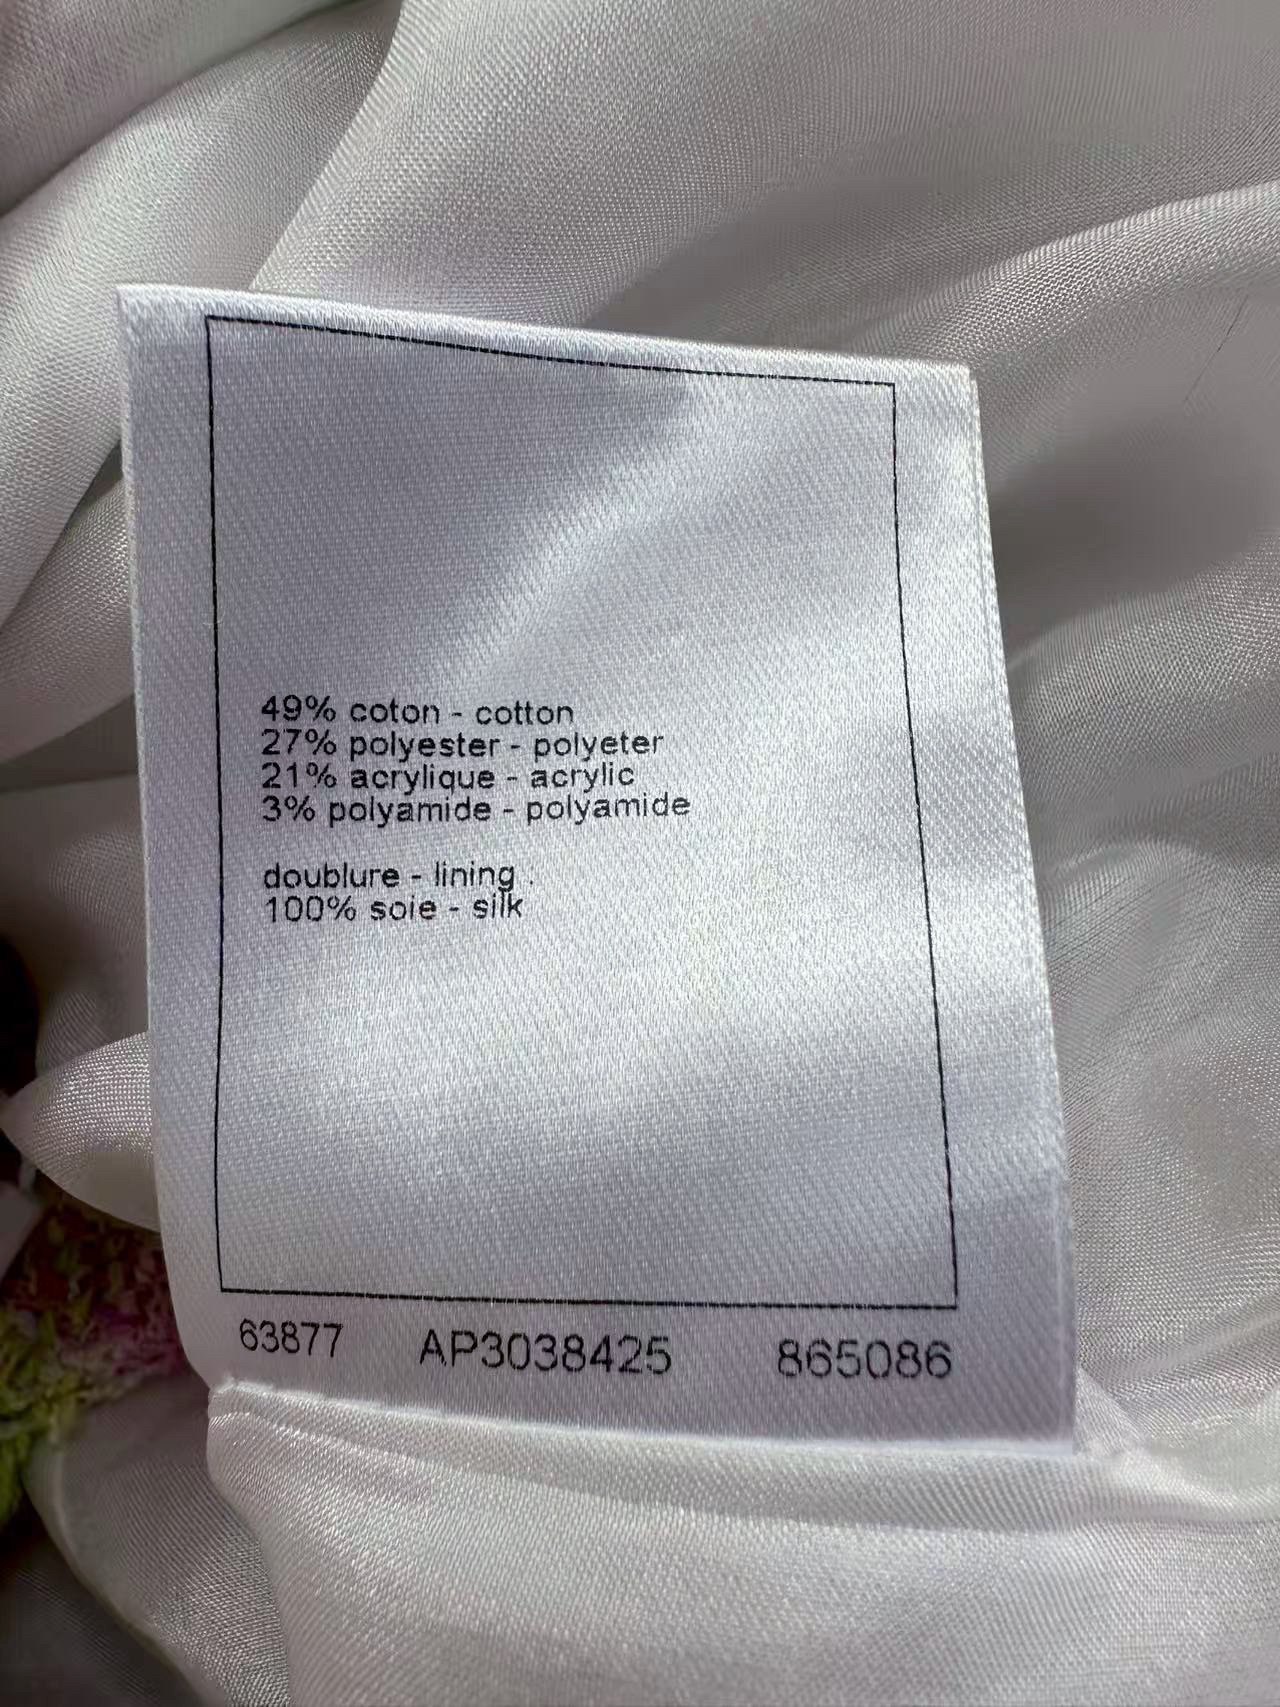 49% coton - cotton
27% polyester - polyeter
21% acrylique - acrylic
3% polyamide - polyamide
doublure - lining
100% soie - silk
63877 AP3038425 865086